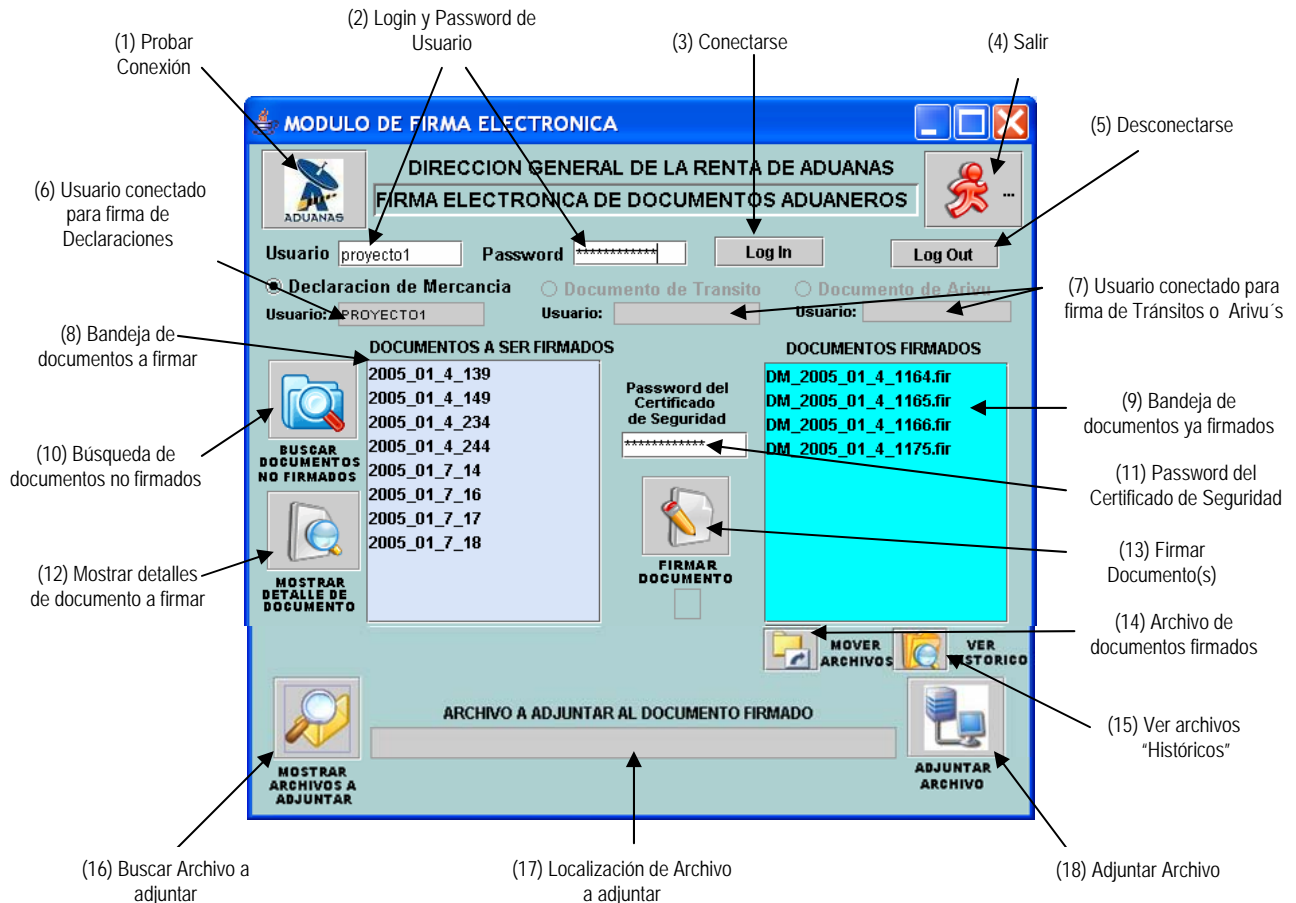 (2) Login y Password de
Usuario
(1) Probar
Conexión
(3) Conectarse
(4) Salir
(5) Desconectarse
(6) Usuario conectado
para firma de
Declaraciones
(7) Usuario conectado para
firma de Tránsitos o Arivu´s
(8) Bandeja de
documentos a firmar
(9) Bandeja de
documentos ya firmados
(10) Búsqueda de
documentos no firmados
(11) Password del
Certificado de Seguridad
(12) Mostrar detalles
de documento a firmar
(13) Firmar
Documento(s)
(14) Archivo de
documentos firmados
(15) Ver archivos
“Históricos”
(16) Buscar Archivo a
adjuntar
(17) Localización de Archivo
a adjuntar
(18) Adjuntar Archivo
MODULO DE FIRMA ELECTRONICA
ADUANAS
DIRECCION GENERAL DE LA RENTA DE ADUANAS
FIRMA ELECTRONICA DE DOCUMENTOS ADUANEROS
...
Usuario proyecto1 Password ************ Log In Log Out
Declaracion de Mercancia Documento de Transito Documento de Arivu
Usuario: PROYECTO1 Usuario: Usuario:
DOCUMENTOS A SER FIRMADOS
2005_01_4_139
2005_01_4_149
2005_01_4_234
2005_01_4_244
2005_01_7_14
2005_01_7_16
2005_01_7_17
2005_01_7_18
BUSCAR
DOCUMENTOS
NO FIRMADOS
MOSTRAR
DETALLE DE
DOCUMENTO
Password del
Certificado
de Seguridad
************
FIRMAR
DOCUMENTO
DOCUMENTOS FIRMADOS
DM_2005_01_4_1164.fir
DM_2005_01_4_1165.fir
DM_2005_01_4_1166.fir
DM_2005_01_4_1175.fir
MOVER
ARCHIVOS
VER
ISTORICO
MOSTRAR
ARCHIVOS A
ADJUNTAR
ARCHIVO A ADJUNTAR AL DOCUMENTO FIRMADO
ADJUNTAR
ARCHIVO